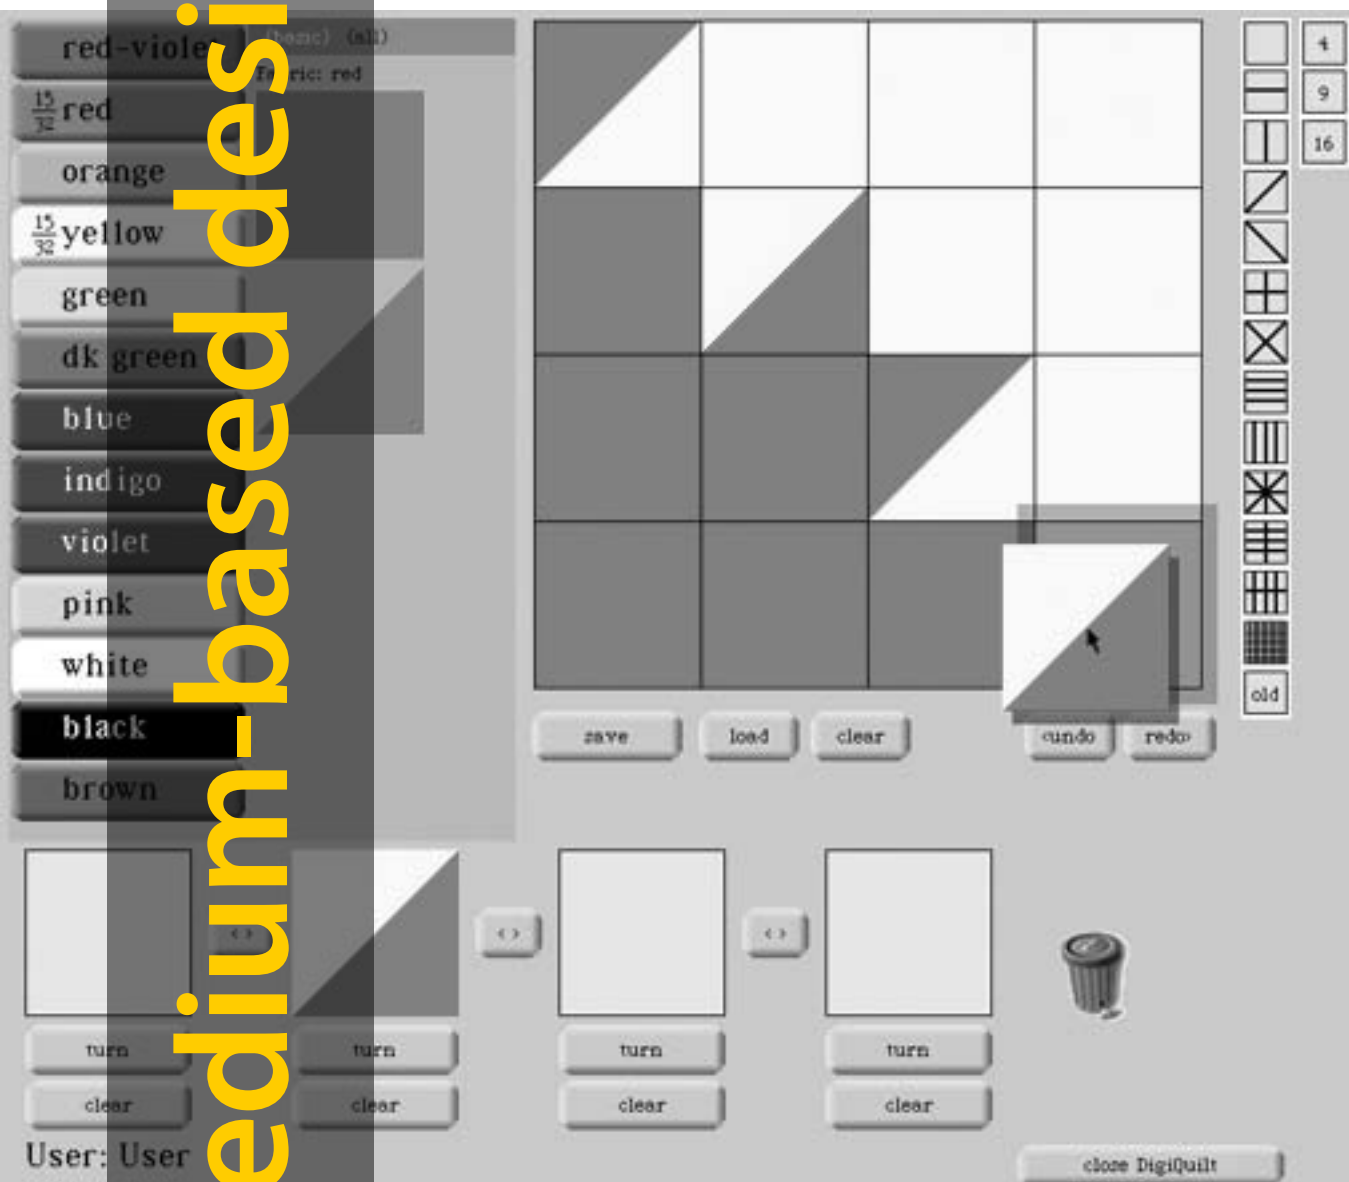 red-viole
(basic) (all)
fabric: red
15/32 red
orange
15/32 yellow
green
dk green
blue
indigo
violet
pink
white
black
brown
4
9
16
old
save
load
clear
<undo
redo>
< >
< >
< >
turn
turn
turn
turn
clear
clear
clear
clear
User: User
close DigiQuilt
edium-based desi